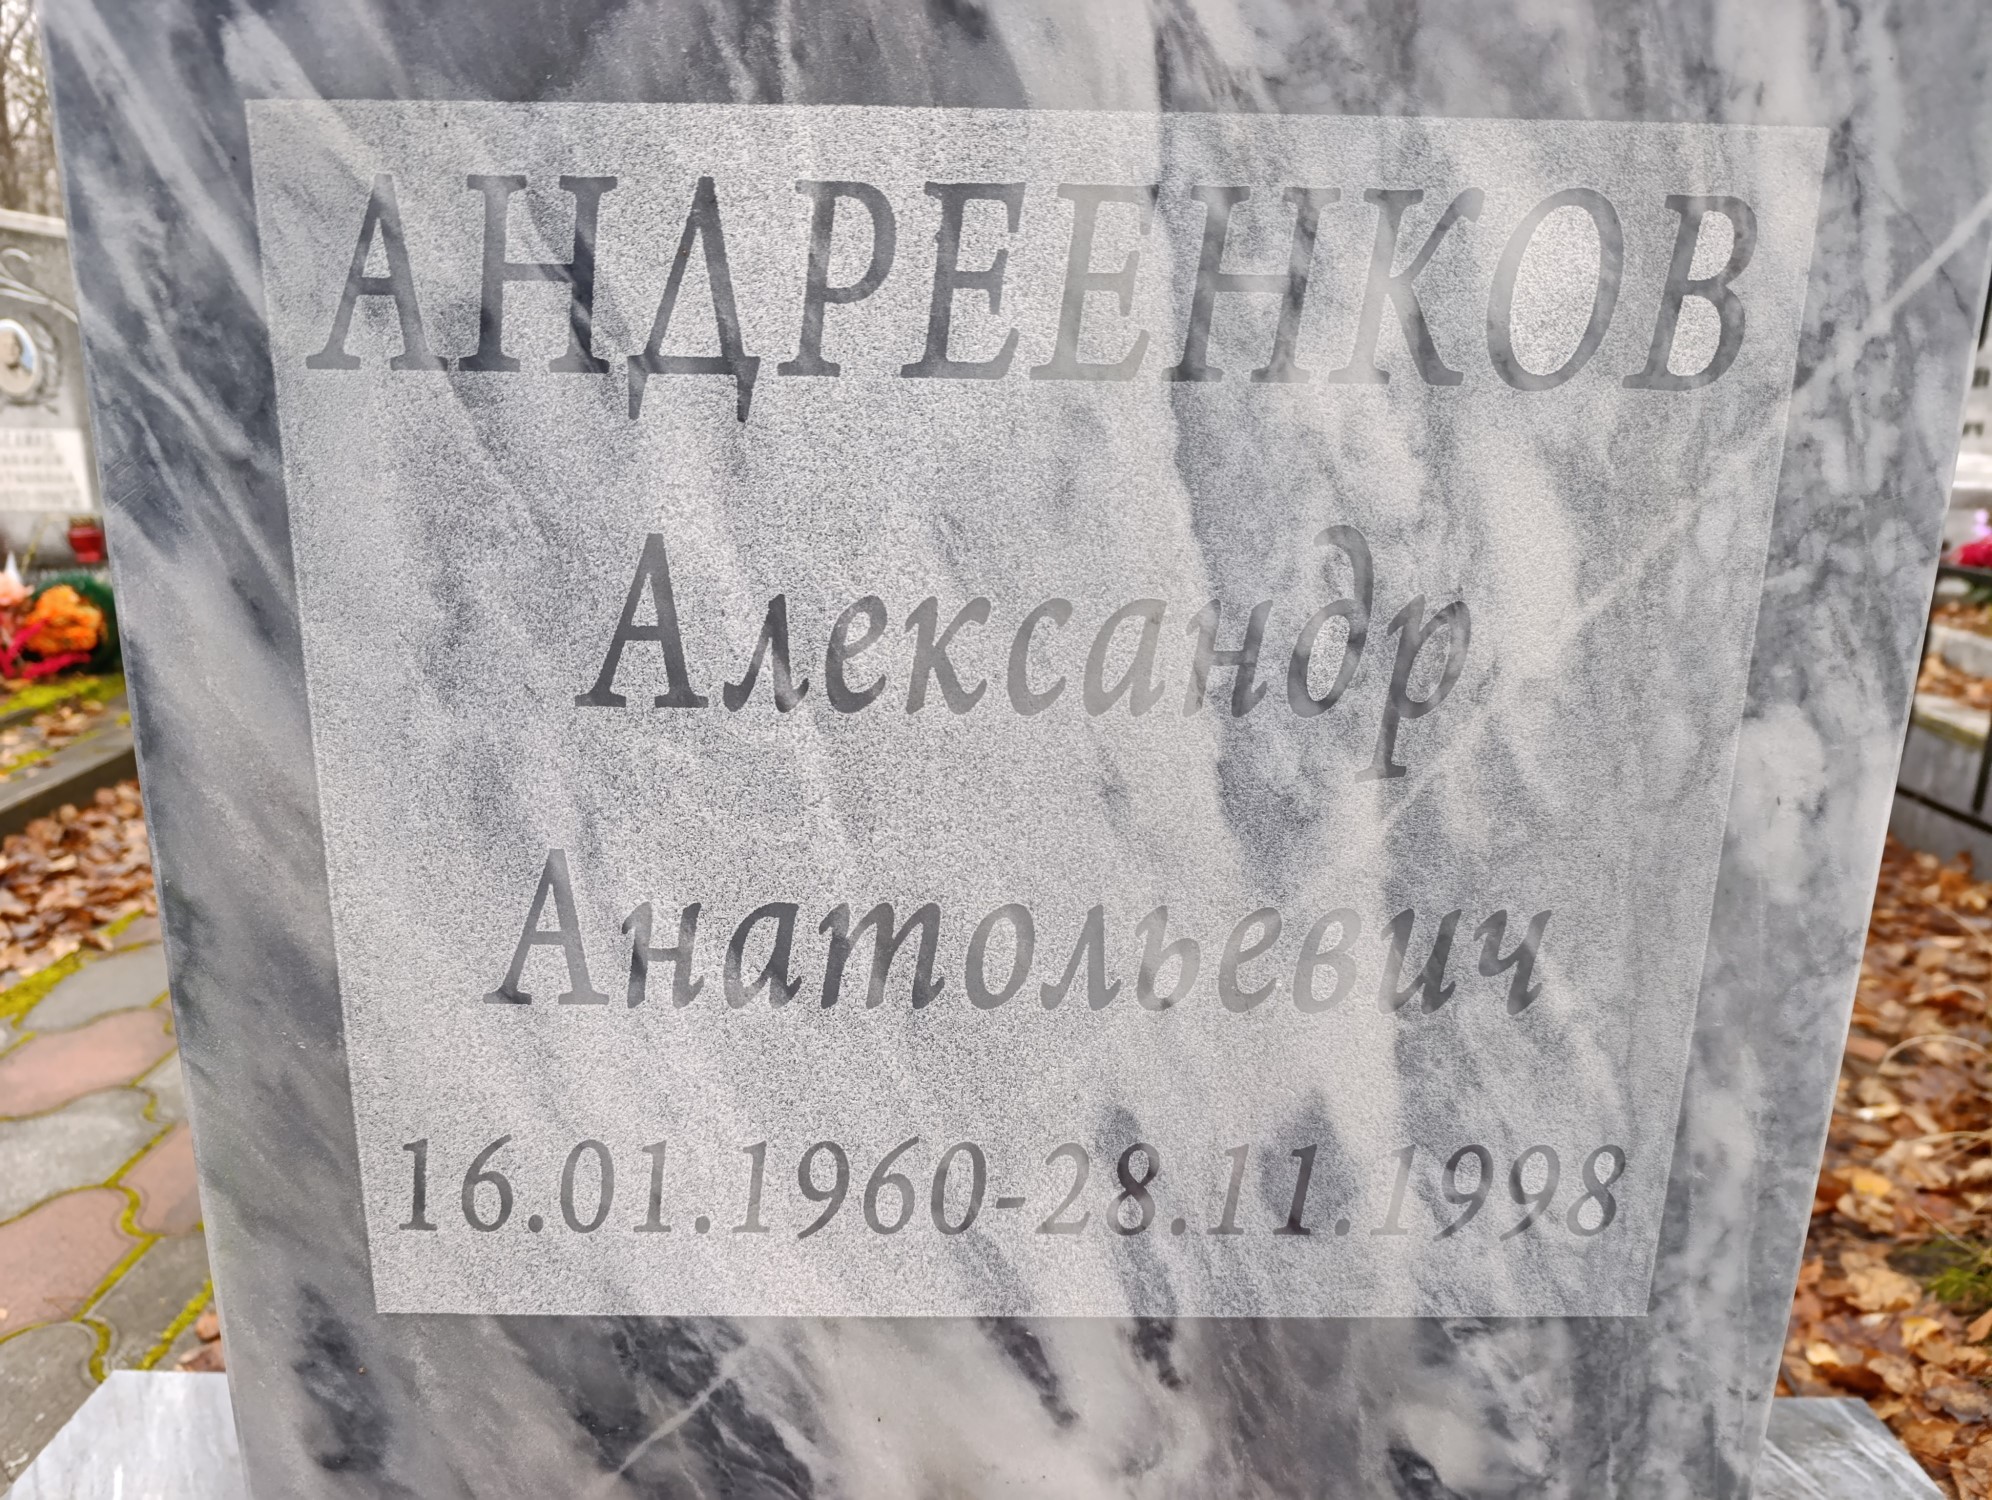 АНДРЕЕНКОВ
Александр
Анатольевич
16.01.1960-28.11.1998